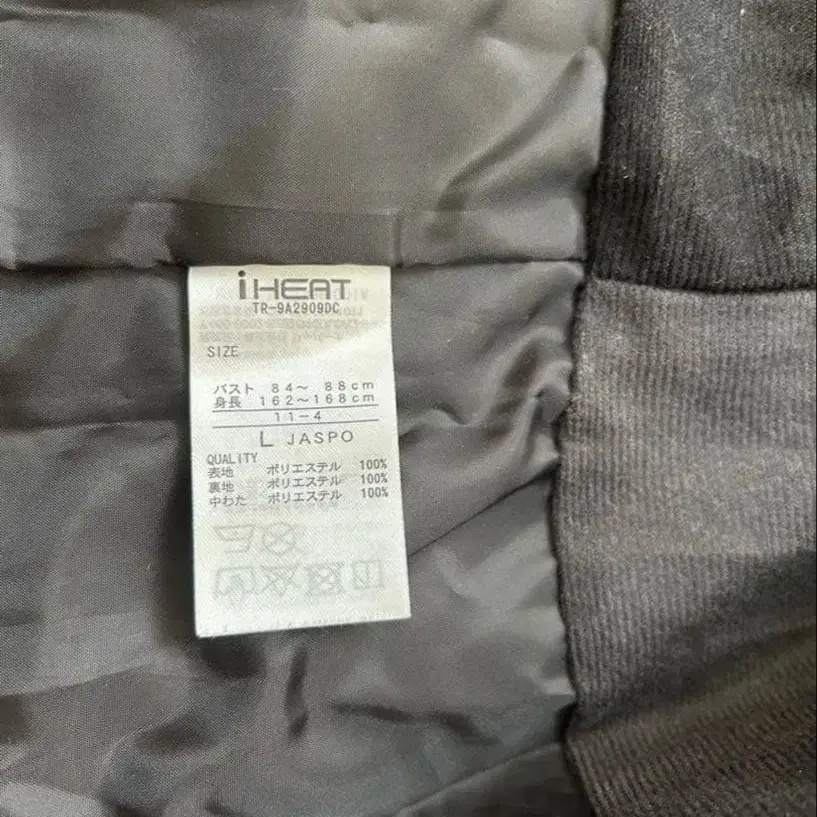 iHEAT
TR-9A2909DC
SIZE
バスト 84～ 88cm
身長 162～168cm
11-4
L JASPO
QUALITY
表地 ポリエステル 100%
裏地 ポリエステル 100%
中わた ポリエステル 100%